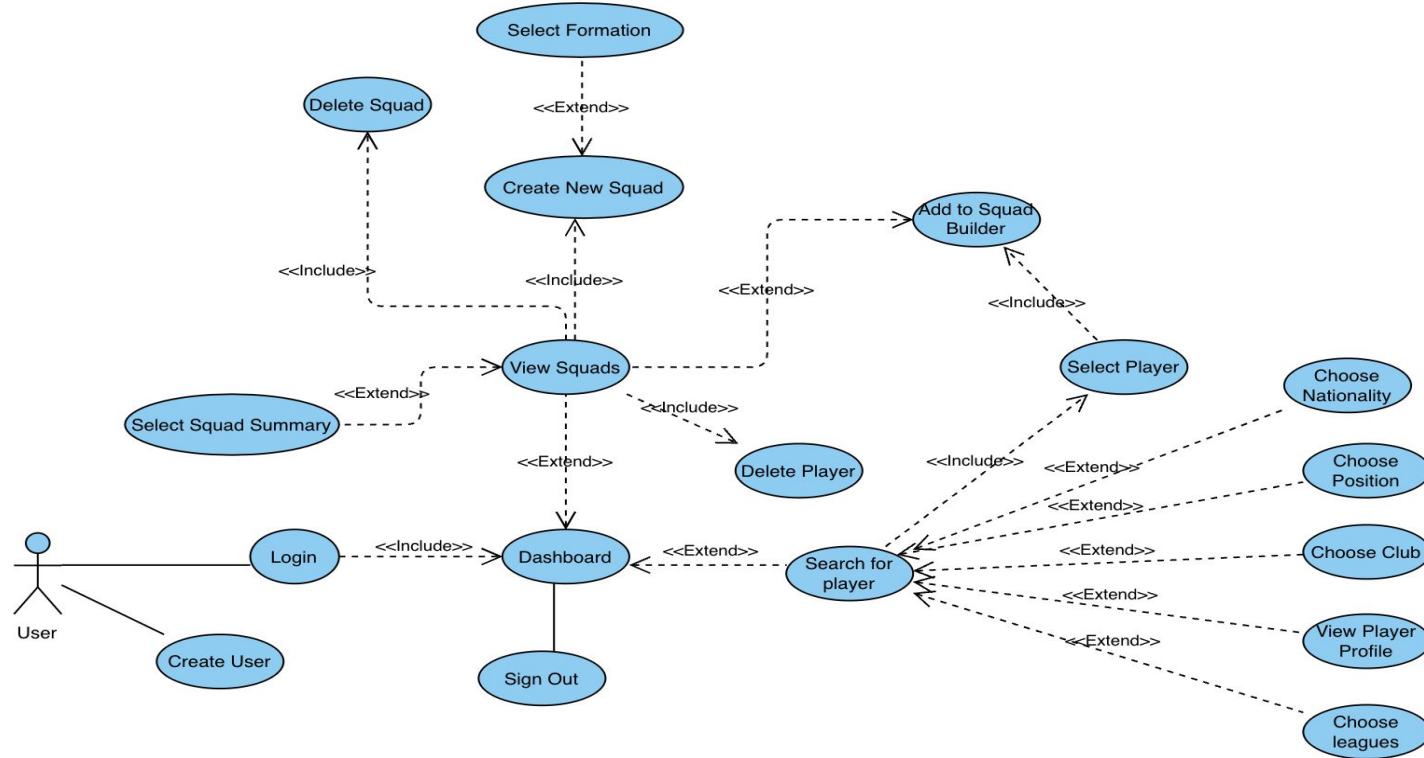 Select Formation
<<Extend>>
Delete Squad
Create New Squad
Add to Squad
Builder
<<Include>>
<<Include>>
<<Extend>>
<<Include>>
View Squads
Select Player
Choose
Nationality
<<Extend>>
<<Include>>
Select Squad Summary
<<Extend>>
<<Include>>
<<Extend>>
Delete Player
Choose
Position
<<Extend>>
Login
<<Include>>
Dashboard
<<Extend>>
Search for
player
<<Extend>>
Choose Club
<<Extend>>
View Player
Profile
User
Create User
Sign Out
<<Extend>>
Choose
leagues